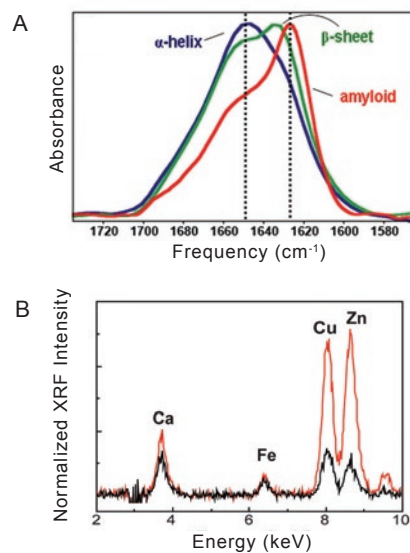 A
α-helix
β-sheet
amyloid
Absorbance
1720 1700 1680 1660 1640 1620 1600 1580
Frequency (cm⁻¹)
B
Normalized XRF Intensity
Ca
Fe
Cu
Zn
2 4 6 8 10
Energy (keV)